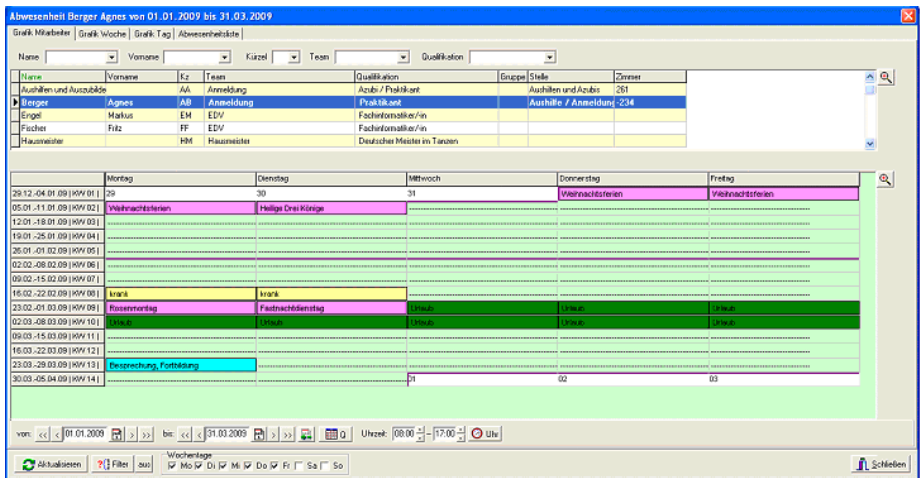 Abwesenheit Berger Agnes von 01.01.2009 bis 31.03.2009
Grafik Mitarbeiter Grafik Woche Grafik Tag Abwesenheitsliste
Name Vorname Kürzel Team Qualifikation
Name Vorname Kz Team Qualifikation Gruppe Stelle Zimmer
Aushilfen und Auszubilde AA Anmeldung Azubi / Praktikant Aushilfen und Azubis 261
Berger Agnes AB Anmeldung Praktikant Aushilfe / Anmeldung -234
Engel Markus EM EDV Fachinformatiker/-in
Fischer Fritz FF EDV Fachinformatiker/-in
Hausmeister HM Hausmeister Deutscher Meister im Tanzen
Montag Dienstag Mittwoch Donnerstag Freitag
29.12.-04.01.09 | KW 01 | 29 30 31 Weihnachtsferien Weihnachtsferien
05.01.-11.01.09 | KW 02 | Weihnachtsferien Heilige Drei Könige
12.01.-18.01.09 | KW 03 |
19.01.-25.01.09 | KW 04 |
26.01.-01.02.09 | KW 05 |
02.02.-08.02.09 | KW 06 |
09.02.-15.02.09 | KW 07 |
16.02.-22.02.09 | KW 08 | krank krank
23.02.-01.03.09 | KW 09 | Rosenmontag Fastnachtdienstag Urlaub Urlaub Urlaub
02.03.-08.03.09 | KW 10 | Urlaub Urlaub Urlaub Urlaub Urlaub
09.03.-15.03.09 | KW 11 |
16.03.-22.03.09 | KW 12 |
23.03.-29.03.09 | KW 13 | Besprechung, Fortbildung
30.03.-05.04.09 | KW 14 | 01 02 03
von: << < 01.01.2009 > >> bis: << < 31.03.2009 > >> Q Uhrzeit: 08:00 - 17:00 Uhr
Wochentage
Aktualisieren ?{} Filter aus Mo Di Mi Do Fr Sa So Schließen